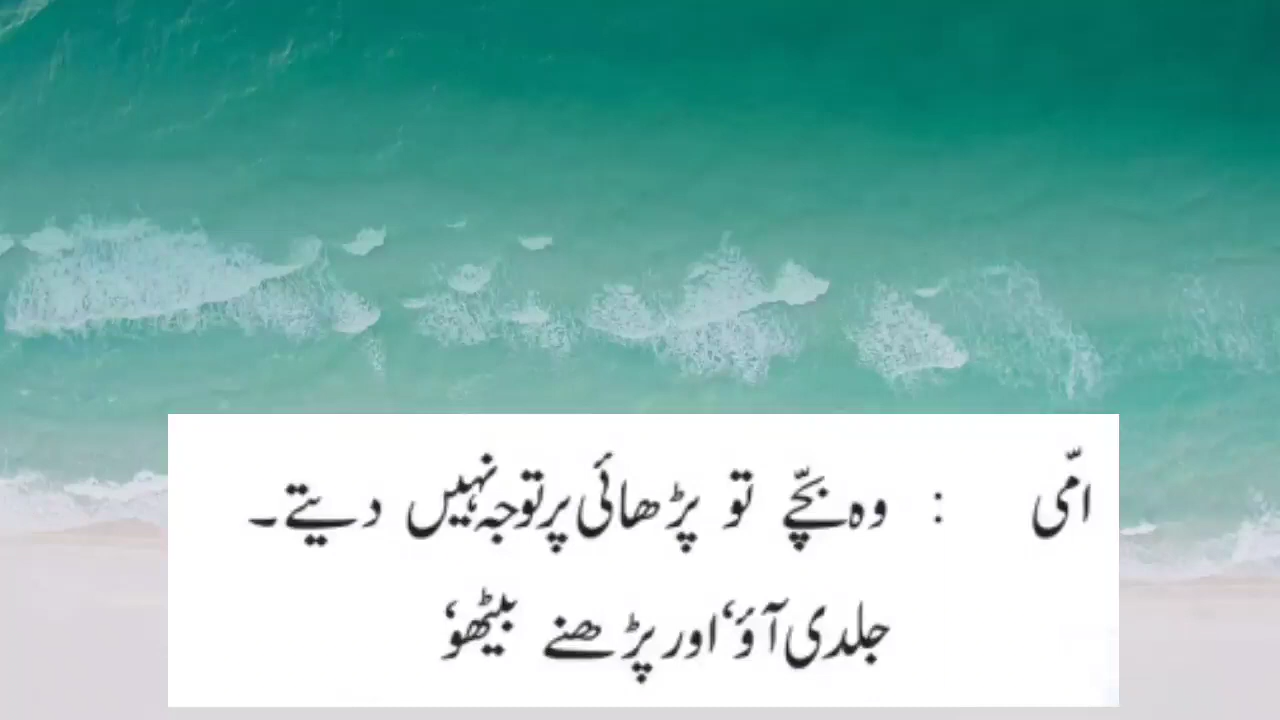 امّی : وہ بچّے تو پڑھائی پر توجہ نہیں دیتے۔
جلدی آؤ‘ اور پڑھنے بیٹھو‘